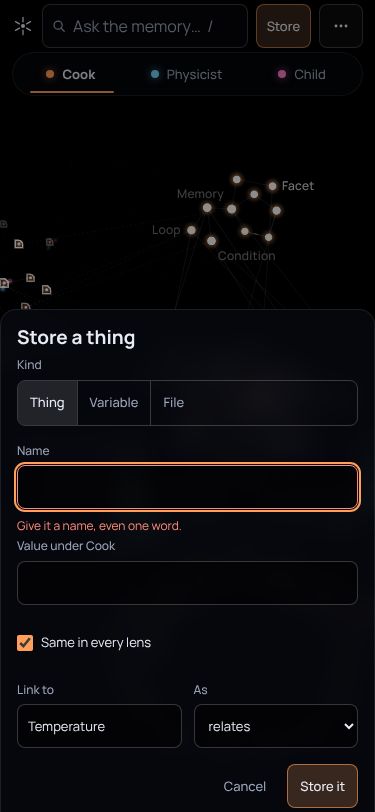 Ask the memory... /
Store
...
Cook
Physicist
Child
Facet
Memory
Loop
Condition
Store a thing
Kind
Thing
Variable
File
Name
Give it a name, even one word.
Value under Cook
Same in every lens
Link to
As
Temperature
relates
Cancel
Store it